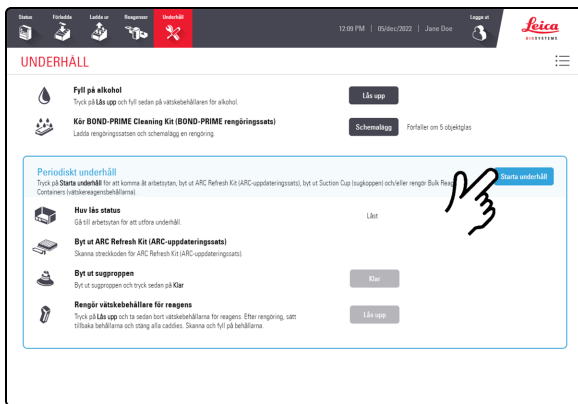 Status Förladda Ladda ur Reagenser Underhåll Logga ut
12:09 PM | 05/dec/2022 | Jane Doe
Leica
BIOSYSTEMS
UNDERHÅLL
Fyll på alkohol
Tryck på Lås upp och fyll sedan på vätskebehållaren för alkohol.
Lås upp
Kör BOND-PRIME Cleaning Kit (BOND-PRIME rengöringssats)
Ladda rengöringssatsen och schemalägg en rengöring.
Schemalägg Förfaller om 5 objektglas
Periodiskt underhåll
Tryck på Starta underhåll för att komma åt arbetsytan, byt ut ARC Refresh Kit (ARC-uppdateringssats), byt ut Suction Cup (sugkoppen) och/eller rengör Bulk
Containers (vätskereagensbehållarna).
Starta underhåll
Huv lås status
Gå till arbetsytan för att utföra underhåll.
Låst
Byt ut ARC Refresh Kit (ARC-uppdateringssats)
Skanna streckkoden för ARC Refresh Kit (ARC-uppdateringssats).
Byt ut sugproppen
Byt ut sugproppen och tryck sedan på Klar
Klar
Rengör vätskebehållare för reagens
Tryck på Lås upp och ta sedan bort vätskebehållarna för reagens. Efter rengöring, sätt
tillbaka behållarna och stäng alla caddies. Skanna och fyll på behållarna.
Lås upp